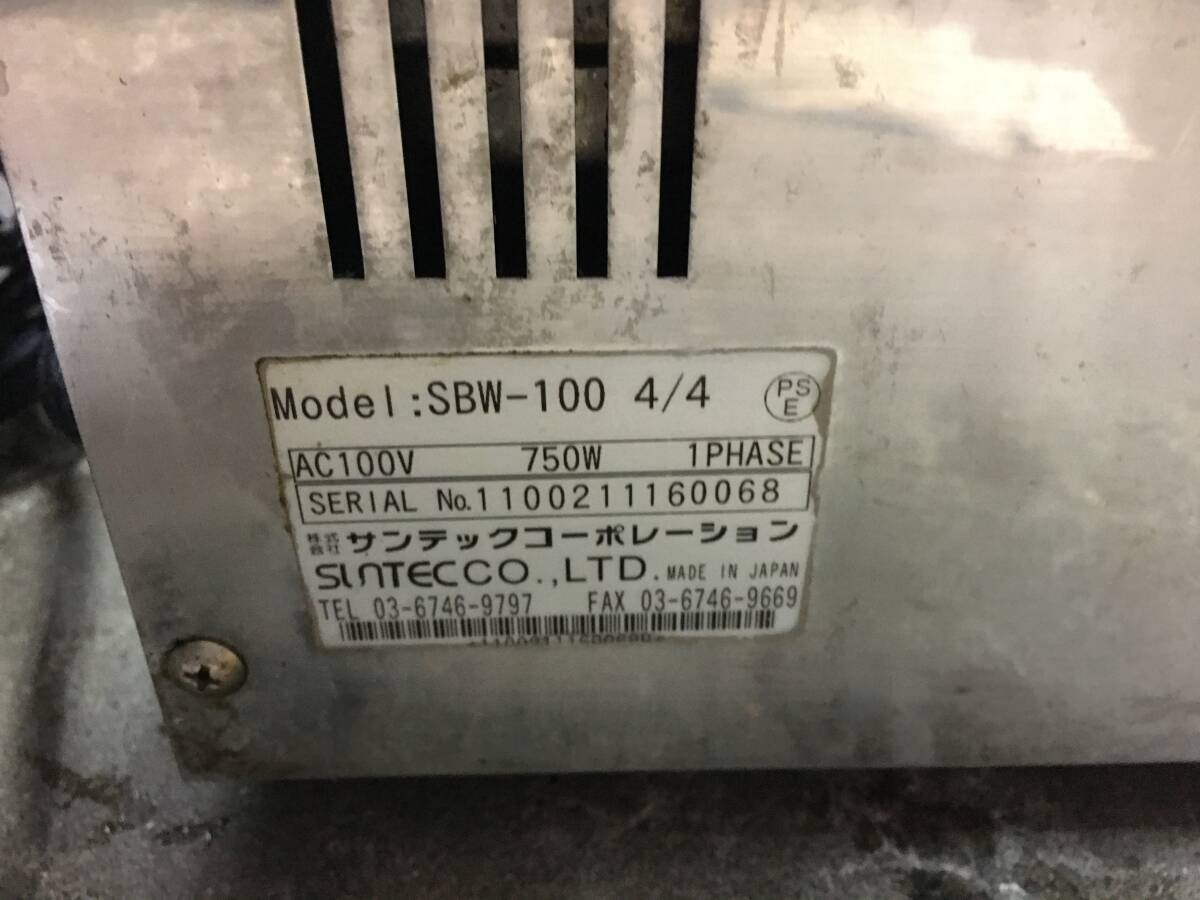 Model:SBW-100 4/4 PSE
AC100V 750W 1PHASE
SERIAL No.1100211160068
株式会社 サンテックコーポレーション
SUNTECCO.,LTD. MADE IN JAPAN
TEL 03-6746-9797 FAX 03-6746-9669